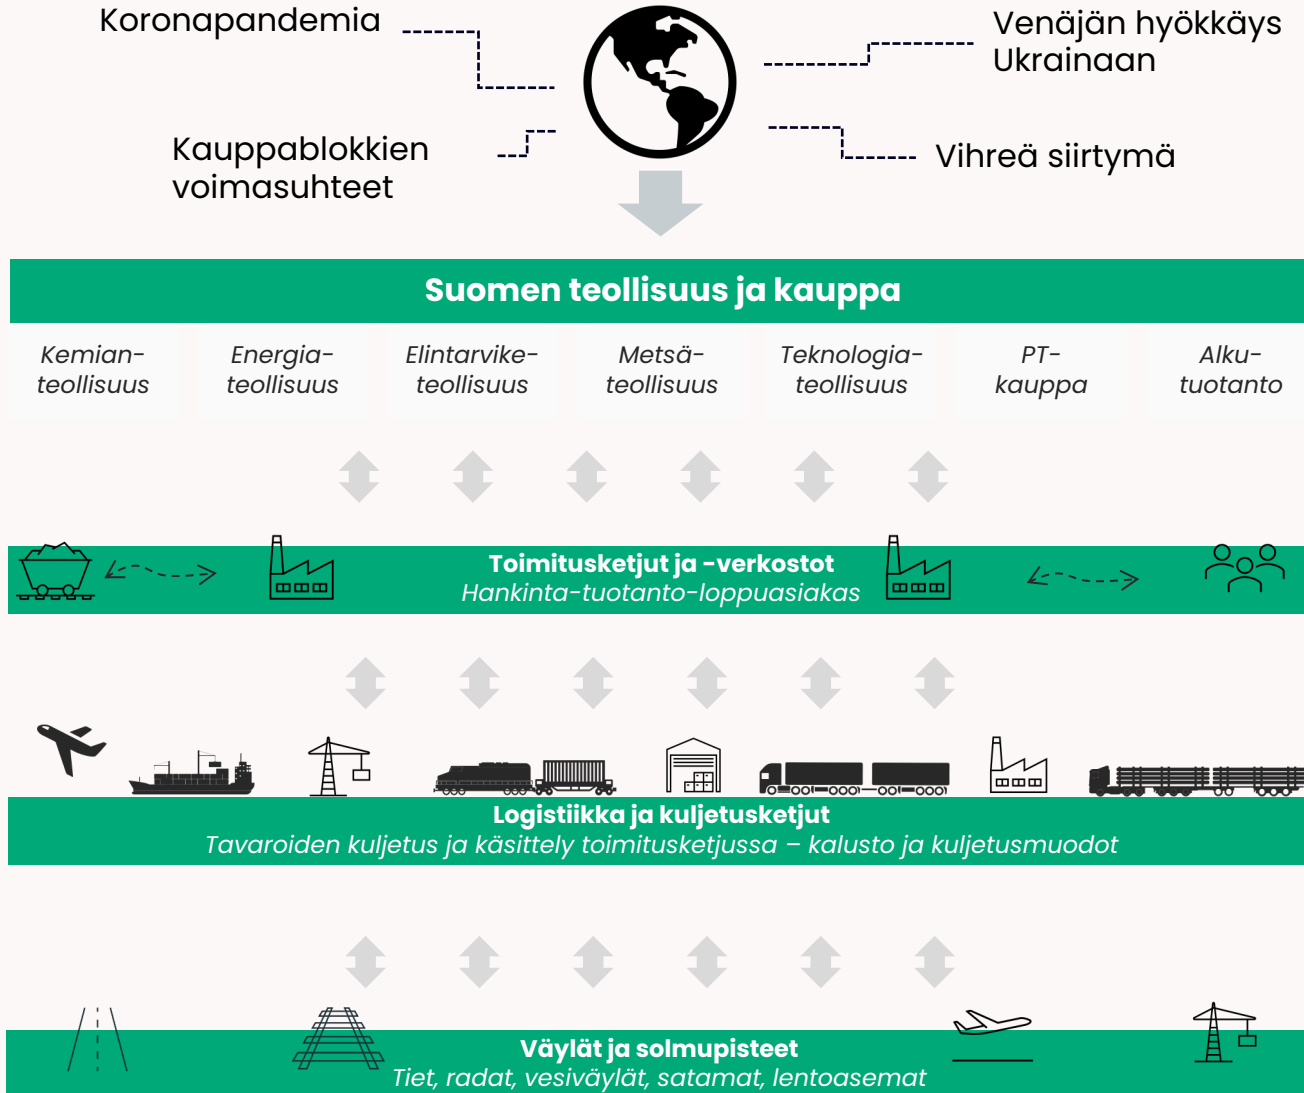 Koronapandemia
Venäjän hyökkäys
Ukrainaan
Kauppablokkien
voimasuhteet
Vihreä siirtymä
Suomen teollisuus ja kauppa
Kemian-
teollisuus
Energia-
teollisuus
Elintarvike-
teollisuus
Metsä-
teollisuus
Teknologia-
teollisuus
PT-
kauppa
Alku-
tuotanto
Toimitusketjut ja -verkostot
Hankinta-tuotanto-loppuasiakas
Logistiikka ja kuljetusketjut
Tavaroiden kuljetus ja käsittely toimitusketjussa – kalusto ja kuljetusmuodot
Väylät ja solmupisteet
Tiet, radat, vesiväylät, satamat, lentoasemat